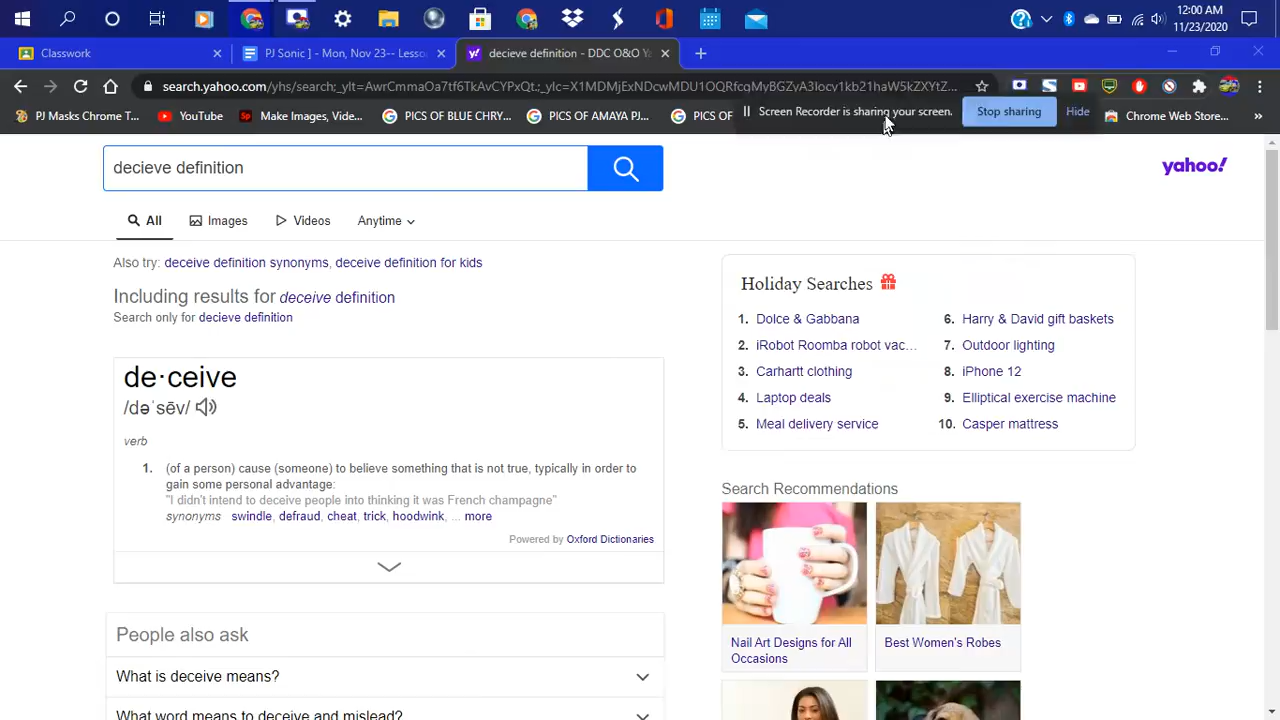 12:00 AM
11/23/2020
Classwork
PJ Sonic ] - Mon, Nov 23-- Lesso
decieve definition - DDC O&O Y
search.yahoo.com/yhs/search;_ylt=
Screen Recorder is sharing your screen.
Stop sharing
Hide
PJ Masks Chrome T...
YouTube
Make Images, Vide...
PICS OF BLUE CHRY...
PICS OF AMAYA PJ...
PICS OF
Chrome Web Store...
decieve definition
yahoo!
All
Images
Videos
Anytime
Also try: deceive definition synonyms, deceive definition for kids
Including results for deceive definition
Search only for decieve definition
de·ceive
/dəˈsēv/
verb
1. (of a person) cause (someone) to believe something that is not true, typically in order to
gain some personal advantage:
"I didn't intend to deceive people into thinking it was French champagne"
synonyms swindle, defraud, cheat, trick, hoodwink, ... more
Powered by Oxford Dictionaries
People also ask
What is deceive means?
What word means to deceive and mislead?
Holiday Searches
1. Dolce & Gabbana
2. iRobot Roomba robot vac...
3. Carhartt clothing
4. Laptop deals
5. Meal delivery service
6. Harry & David gift baskets
7. Outdoor lighting
8. iPhone 12
9. Elliptical exercise machine
10. Casper mattress
Search Recommendations
Nail Art Designs for All
Occasions
Best Women's Robes